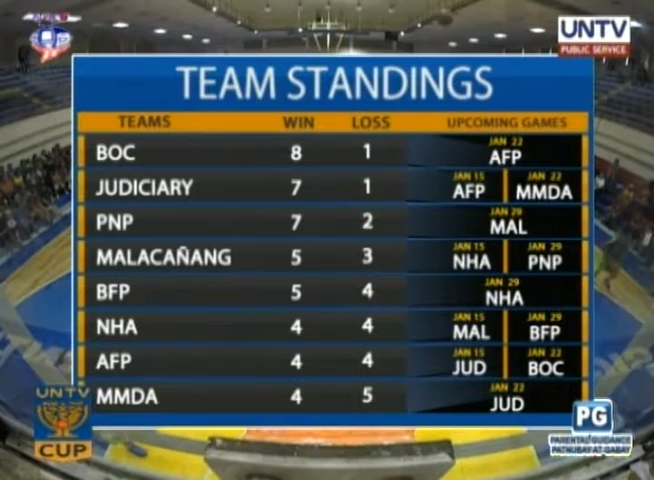 UNTV
PUBLIC SERVICE
TEAM STANDINGS
TEAMS WIN LOSS UPCOMING GAMES
BOC 8 1 JAN 22 AFP
JUDICIARY 7 1 JAN 15 AFP JAN 22 MMDA
PNP 7 2 JAN 29 MAL
MALACAÑANG 5 3 JAN 15 NHA JAN 29 PNP
BFP 5 4 JAN 29 NHA
NHA 4 4 JAN 15 MAL JAN 29 BFP
AFP 4 4 JAN 15 JUD JAN 22 BOC
MMDA 4 5 JAN 22 JUD
UNTV
CUP
PG
PARENTAL GUIDANCE
PATNUBAY AT GABAY